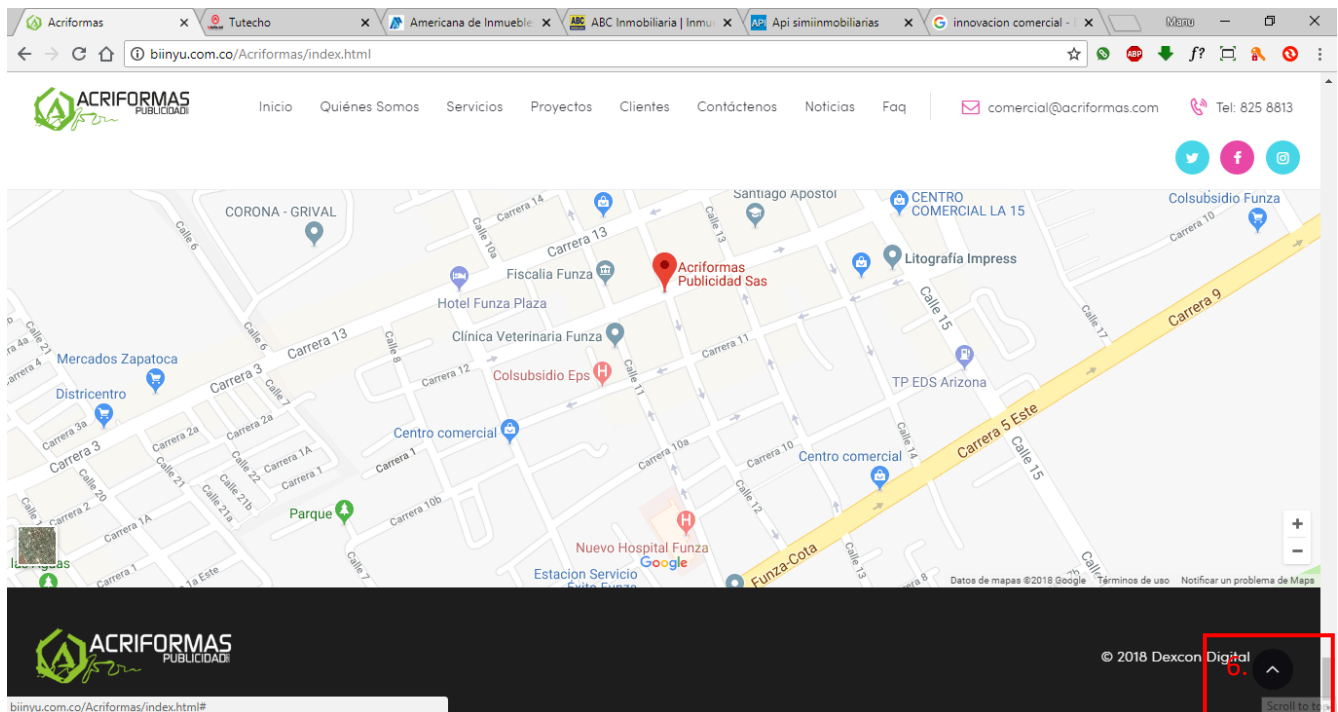 Acriformas
Tutecho
Americana de Inmueble
ABC Inmobiliaria | Inmu
Api simiinmobiliarias
innovacion comercial -
Manu
biinyu.com.co/Acriformas/index.html
ABP
f?
ACRIFORMAS
PUBLICIDAD
Inicio
Quiénes Somos
Servicios
Proyectos
Clientes
Contáctenos
Noticias
Faq
comercial@acriformas.com
Tel: 825 8813
CORONA - GRIVAL
Calle 6
Carrera 14
Calle 10a
Carrera 13
Santiago Apostol
Calle 13
CENTRO
COMERCIAL LA 15
Colsubsidio Funza
Carrera 10
Fiscalia Funza
Acriformas
Publicidad Sas
Litografía Impress
Hotel Funza Plaza
Calle 15
Carrera 9
Calle 17
Calle 6
Carrera 13
Calle 8
Clínica Veterinaria Funza
Carrera 11
Calle 21
Mercados Zapatoca
Carrera 3
Calle 9
Carrera 12
Colsubsidio Eps
Calle 11
TP EDS Arizona
Districentro
Carrera 3a
Carrera 3
Carrera 2a
Carrera 2a
Centro comercial
Carrera 5 Este
Calle 14
Calle 15
Carrera 1A
Carrera 1
Carrera 1
Carrera 10a
Carrera 10
Centro comercial
Calle 20
Calle 21
Calle 22
Calle 21b
Calle 21a
Carrera 2
Carrera 1A
Parque
Carrera 10b
Calle 12
Nuevo Hospital Funza
Google
Funza-Cota
Calle 13
Calle 7
Carrera 1
1a Este
Estacion Servicio
Éxito Funza
Datos de mapas ©2018 Google
Términos de uso
Notificar un problema de Maps
ACRIFORMAS
PUBLICIDAD
© 2018 Dexcon Digital
6.
Scroll to top
biinyu.com.co/Acriformas/index.html#